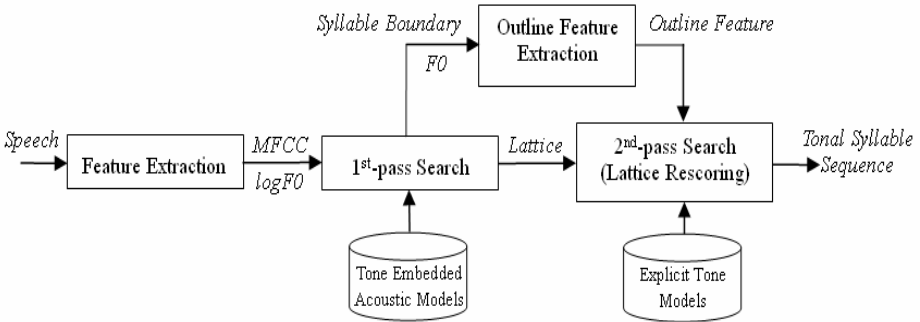 Syllable Boundary
F0
Outline Feature
Extraction
Outline Feature
Speech
Feature Extraction
MFCC
logF0
1st-pass Search
Lattice
2nd-pass Search
(Lattice Rescoring)
Tonal Syllable
Sequence
Tone Embedded
Acoustic Models
Explicit Tone
Models